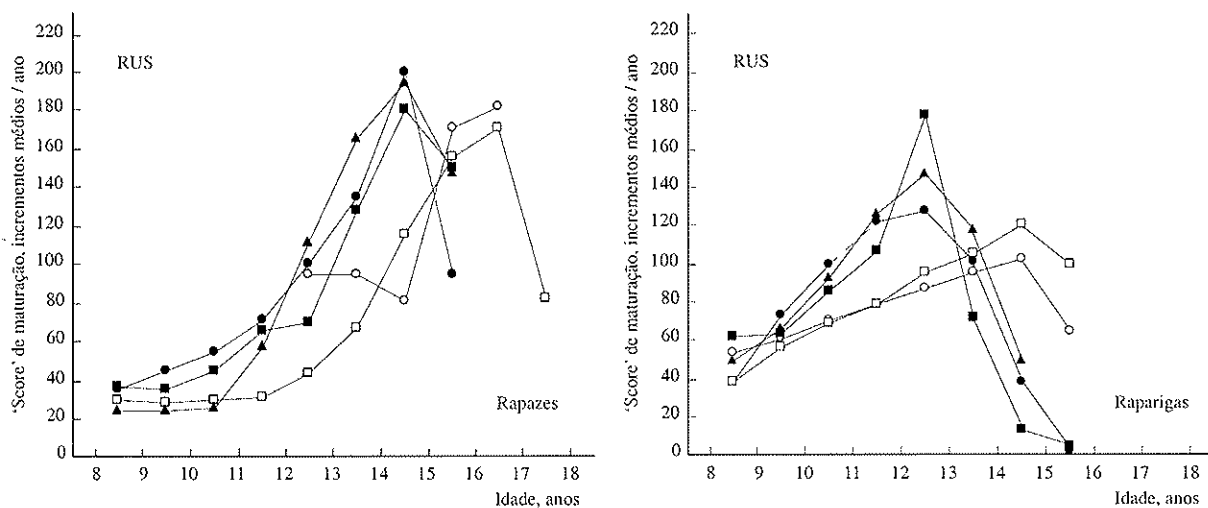 'Score' de maturação, incrementos médios / ano
220
200
180
160
140
120
100
80
60
40
20
0
RUS
Rapazes
8 9 10 11 12 13 14 15 16 17 18
Idade, anos
'Score' de maturação, incrementos médios / ano
220
200
180
160
140
120
100
80
60
40
20
0
RUS
Raparigas
8 9 10 11 12 13 14 15 16 17 18
Idade, anos